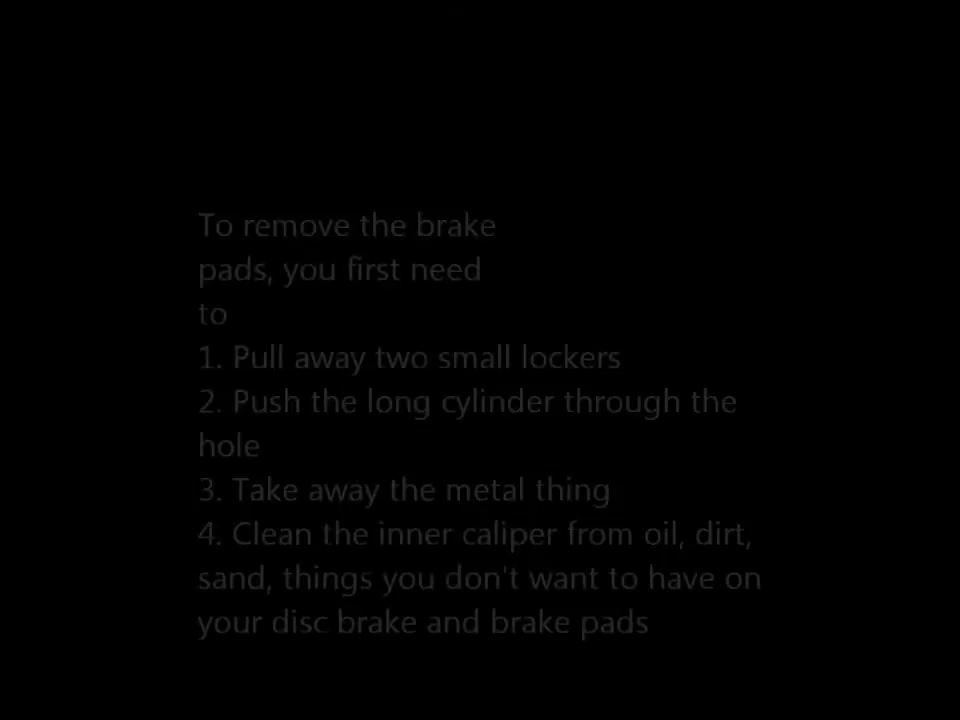 To remove the brake
pads, you first need
to
1. Pull away two small lockers
2. Push the long cylinder through the
hole
3. Take away the metal thing
4. Clean the inner caliper from oil, dirt,
sand, things you don't want to have on
your disc brake and brake pads